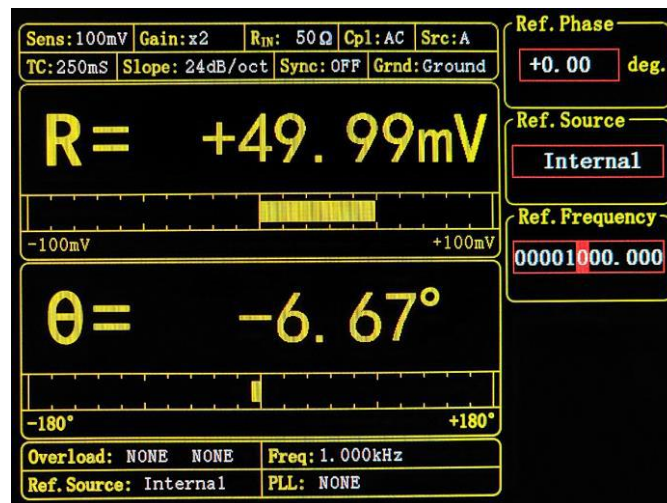 Sens:100mV Gain:x2 RIN: 50Ω Cpl:AC Src:A
TC:250mS Slope: 24dB/oct Sync: OFF Grnd:Ground
R= +49.99mV
-100mV +100mV
θ= -6.67°
-180° +180°
Overload: NONE NONE Freq:1.000kHz
Ref.Source: Internal PLL: NONE
Ref.Phase
+0.00 deg.
Ref.Source
Internal
Ref.Frequency
00001000.000